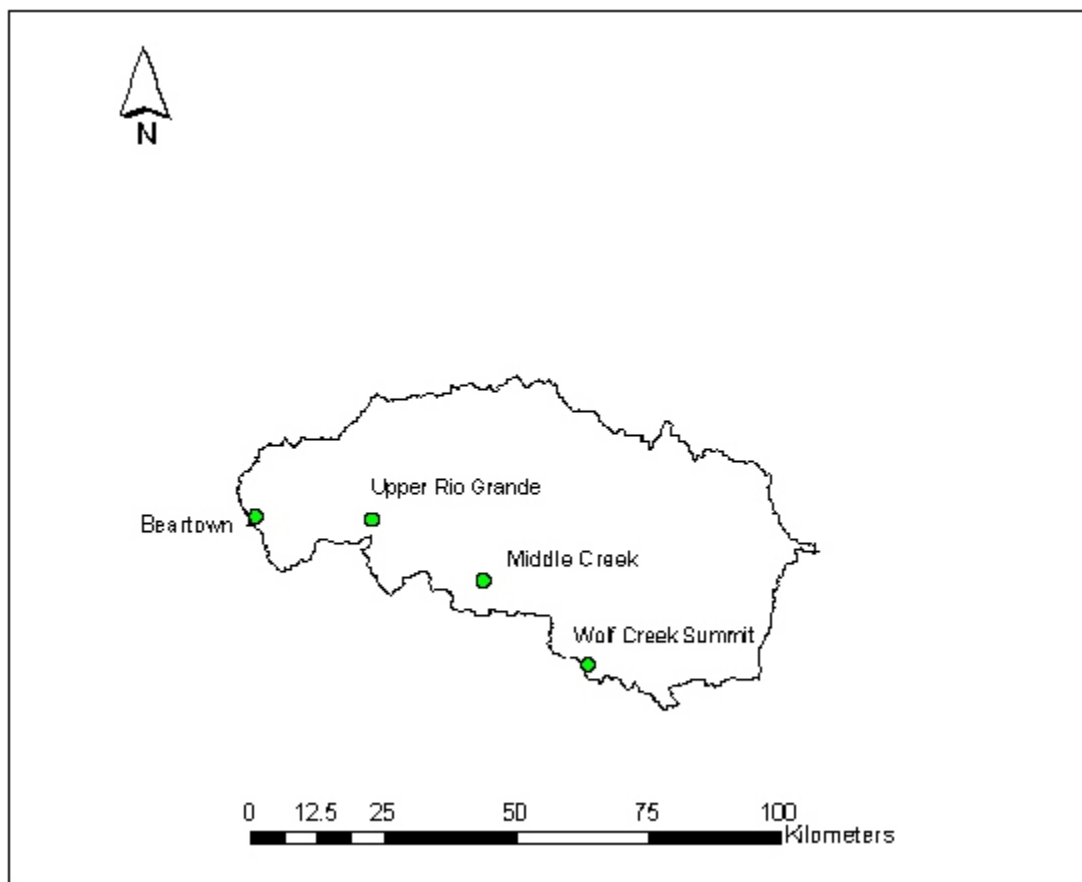 N
Upper Rio Grande
Beartown
Middle Creek
Wolf Creek Summit
0 12.5 25 50 75 100
Kilometers